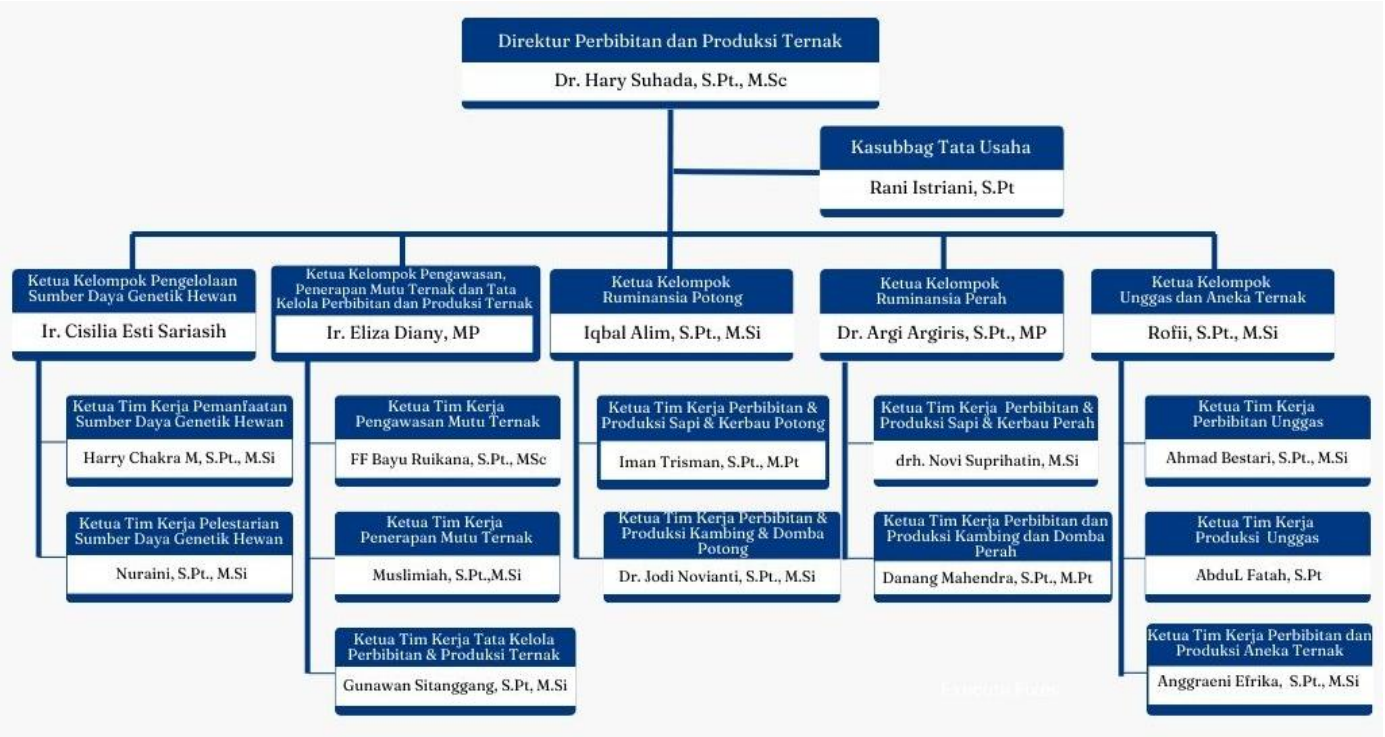 Direktur Perbibitan dan Produksi Ternak
Dr. Hary Suhada, S.Pt., M.Sc
Kasubbag Tata Usaha
Rani Istriani, S.Pt
Ketua Kelompok Pengelolaan
Sumber Daya Genetik Hewan
Ir. Cisilia Esti Sariasih
Ketua Kelompok Pengawasan,
Penerapan Mutu Ternak dan Tata
Kelola Perbibitan dan Produksi Ternak
Ir. Eliza Diany, MP
Ketua Kelompok
Ruminansia Potong
Iqbal Alim, S.Pt., M.Si
Ketua Kelompok
Ruminansia Perah
Dr. Argi Argiris, S.Pt., MP
Ketua Kelompok
Unggas dan Aneka Ternak
Rofii, S.Pt., M.Si
Ketua Tim Kerja Pemanfaatan
Sumber Daya Genetik Hewan
Harry Chakra M, S.Pt., M.Si
Ketua Tim Kerja Pelestarian
Sumber Daya Genetik Hewan
Nuraini, S.Pt., M.Si
Ketua Tim Kerja
Pengawasan Mutu Ternak
FF Bayu Ruikana, S.Pt., MSc
Ketua Tim Kerja
Penerapan Mutu Ternak
Muslimiah, S.Pt.,M.Si
Ketua Tim Kerja Tata Kelola
Perbibitan & Produksi Ternak
Gunawan Sitanggang, S.Pt, M.Si
Ketua Tim Kerja Perbibitan &
Produksi Sapi & Kerbau Potong
Iman Trisman, S.Pt., M.Pt
Ketua Tim Kerja Perbibitan &
Produksi Kambing & Domba
Potong
Dr. Jodi Novianti, S.Pt., M.Si
Ketua Tim Kerja Perbibitan &
Produksi Sapi & Kerbau Perah
drh. Novi Suprihatin, M.Si
Ketua Tim Kerja Perbibitan dan
Produksi Kambing dan Domba
Perah
Danang Mahendra, S.Pt., M.Pt
Ketua Tim Kerja
Perbibitan Unggas
Ahmad Bestari, S.Pt., M.Si
Ketua Tim Kerja
Produksi Unggas
AbduL Fatah, S.Pt
Ketua Tim Kerja Perbibitan dan
Produksi Aneka Ternak
Anggraeni Efrika, S.Pt., M.Si